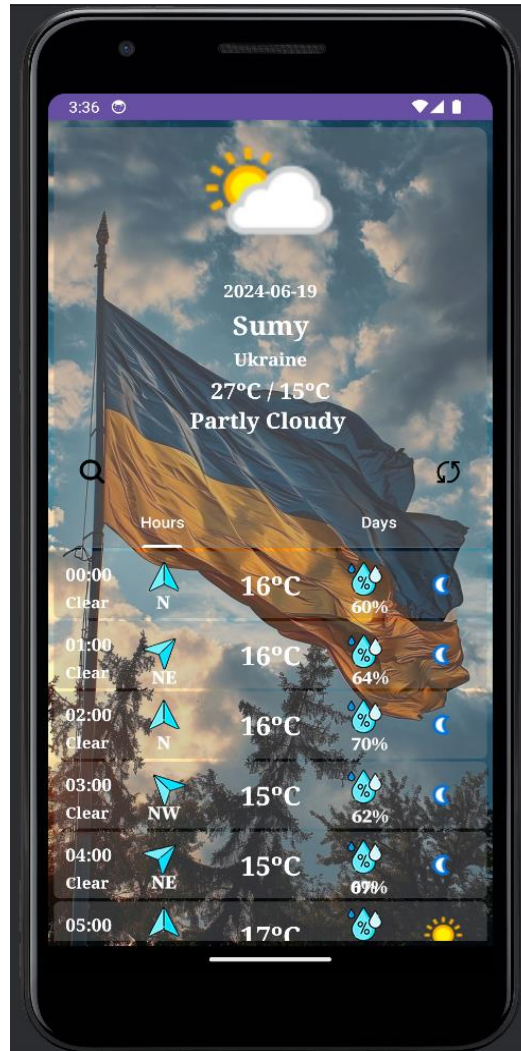 3:36
2024-06-19
Sumy
Ukraine
27°C / 15°C
Partly Cloudy
Hours Days
00:00
Clear N 16°C 60%
01:00
Clear NE 16°C 64%
02:00
Clear N 16°C 70%
03:00
Clear NW 15°C 62%
04:00
Clear NE 15°C
05:00 17°C